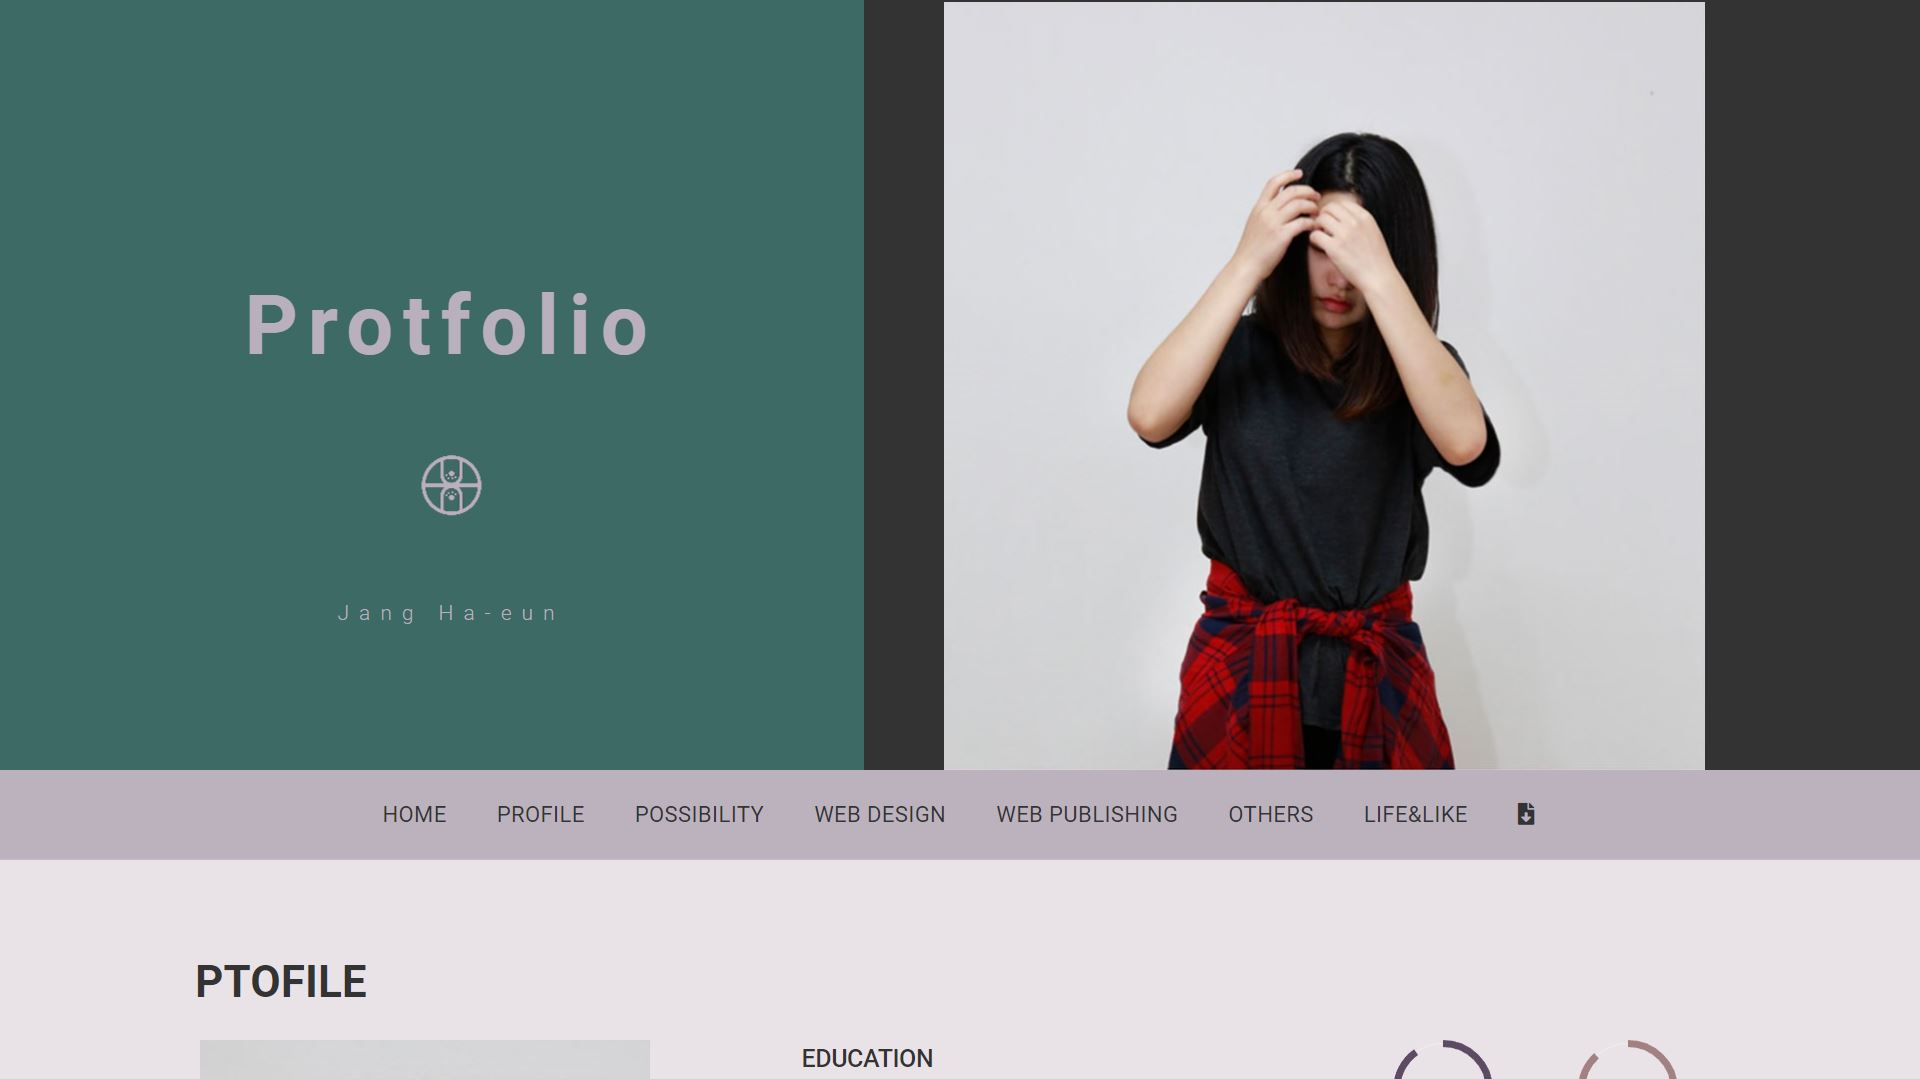 Protfolio
Jang Ha-eun
HOME PROFILE POSSIBILITY WEB DESIGN WEB PUBLISHING OTHERS LIFE&LIKE
PTOFILE
EDUCATION